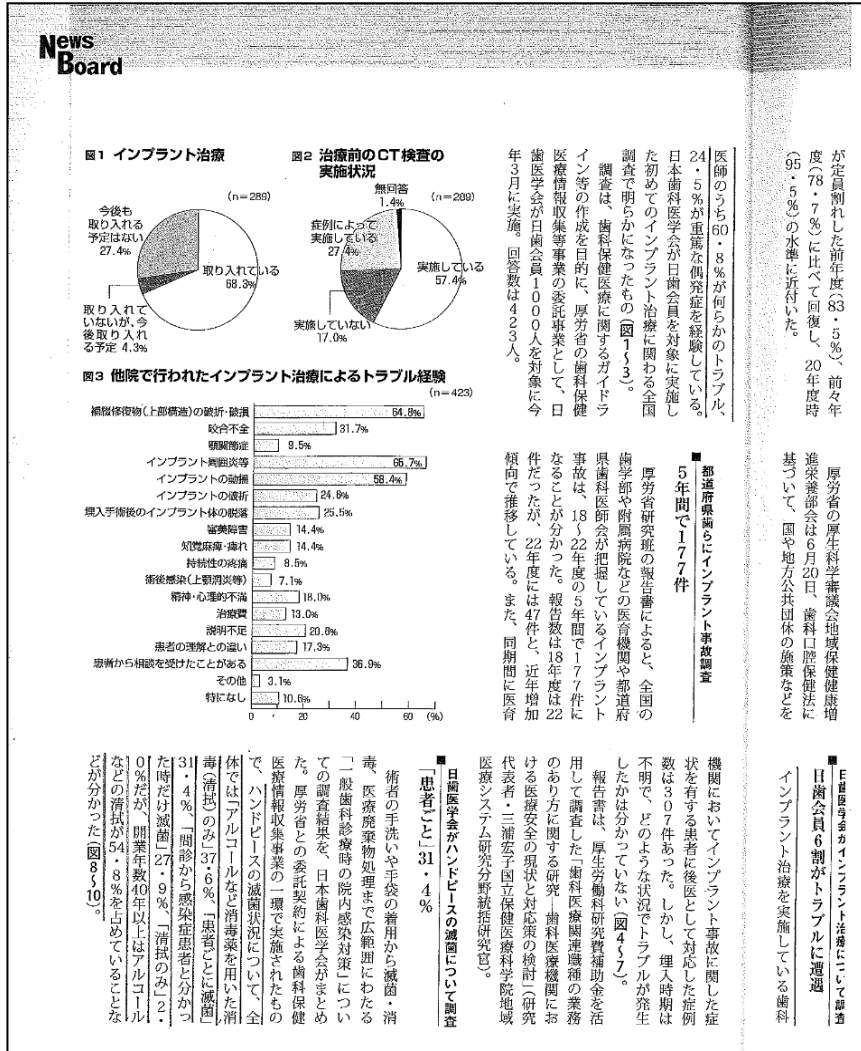 News
Board
が定員割れした前年度(83・5%)、前々年
度(78・7%)に比べて回復し、20年度時
(95・5%)の水準に近付いた。
厚労省の厚生科学審議会地域保健健康増
進栄養部会は6月20日、歯科口腔保健法に
基づいて、国や地方公共団体の施策などを
■日歯医学会がインプラント治療について調査
日歯会員6割がトラブルに遭遇
インプラント治療を実施している歯科
医師のうち60・8%が何らかのトラブル、
24・5%が重篤な偶発症を経験している。
日本歯科医学会が日歯会員を対象に実施し
た初めてのインプラント治療に関わる全国
調査で明らかになったもの(図1〜3)。
調査は、歯科保健医療に関するガイドラ
イン等の作成を目的に、厚労省の歯科保健
医療情報収集等事業の委託事業として、日
歯医学会が日歯会員1000人を対象に今
年3月に実施。回答数は423人。
図1 インプラント治療
(n=289)
今後も
取り入れる
予定はない
27.4%
取り入れている
68.3%
取り入れて
いないが、今
後取り入れ
る予定 4.3%
図2 治療前のCT検査の
実施状況
(n=289)
無回答
1.4%
症例によって
実施している
27.4%
実施している
57.4%
実施していない
17.0%
図3 他院で行われたインプラント治療によるトラブル経験
(n=423)
補履修復物(上部構造)の破折・破損 64.8%
咬合不全 31.7%
顎関節症 9.5%
インプラント周囲炎等 65.7%
インプラントの動揺 58.4%
インプラントの破折 24.8%
埋入手術後のインプラント体の脱落 25.5%
審美障害 14.4%
知覚麻痺・痺れ 14.4%
持続性の疼痛 8.5%
術後感染(上顎洞炎等) 7.1%
精神・心理的不満 18.0%
治療費 13.0%
説明不足 20.8%
患者の理解との違い 17.3%
患者から相談を受けたことがある 36.9%
その他 3.1%
特になし 10.6%
0 20 40 60 (%)
■都道府県歯らにインプラント事故調査
5年間で177件
厚労省研究班の報告書によると、全国の
歯学部や附属病院などの医育機関や都道府
県歯科医師会が把握しているインプラント
事故は、18〜22年度の5年間で177件に
なることが分かった。報告数は18年度は22
件だったが、22年度には47件と、近年増加
傾向で推移している。また、同期間に医育
機関においてインプラント事故に関した症
状を有する患者に後医として対応した症例
数は307件あった。しかし、埋入時期は
不明で、どのような状況でトラブルが発生
したかは分かっていない(図4〜7)。
報告書は、厚生労働科研究費補助金を活
用して調査した「歯科医療関連職種の業務
のあり方に関する研究―歯科医療機関にお
ける医療安全の現状と対応策の検討」(研究
代表者・三浦宏子国立保健医療科学院地域
医療システム研究分野統括研究官)。
■日歯医学会がハンドピースの滅菌について調査
「患者ごと」31・4%
術者の手洗いや手袋の着用から滅菌・消
毒、医療廃棄物処理まで広範囲にわたる
「一般歯科診療時の院内感染対策」につい
ての調査結果を、日本歯科医学会がまとめ
た。厚労省との委託契約による歯科保健
医療情報収集事業の一環で実施されたもの
で、ハンドピースの滅菌状況について、全
体では「アルコールなど消毒薬を用いた消
毒(清拭)のみ」37・6%、「患者ごとに滅菌」
31・4%、「問診から感染症患者と分かっ
た時だけ滅菌」27・9%、「清拭のみ」2・
0%だが、開業年数40年以上はアルコール
などの清拭が54・8%を占めていることな
どが分かった(図8〜10)。